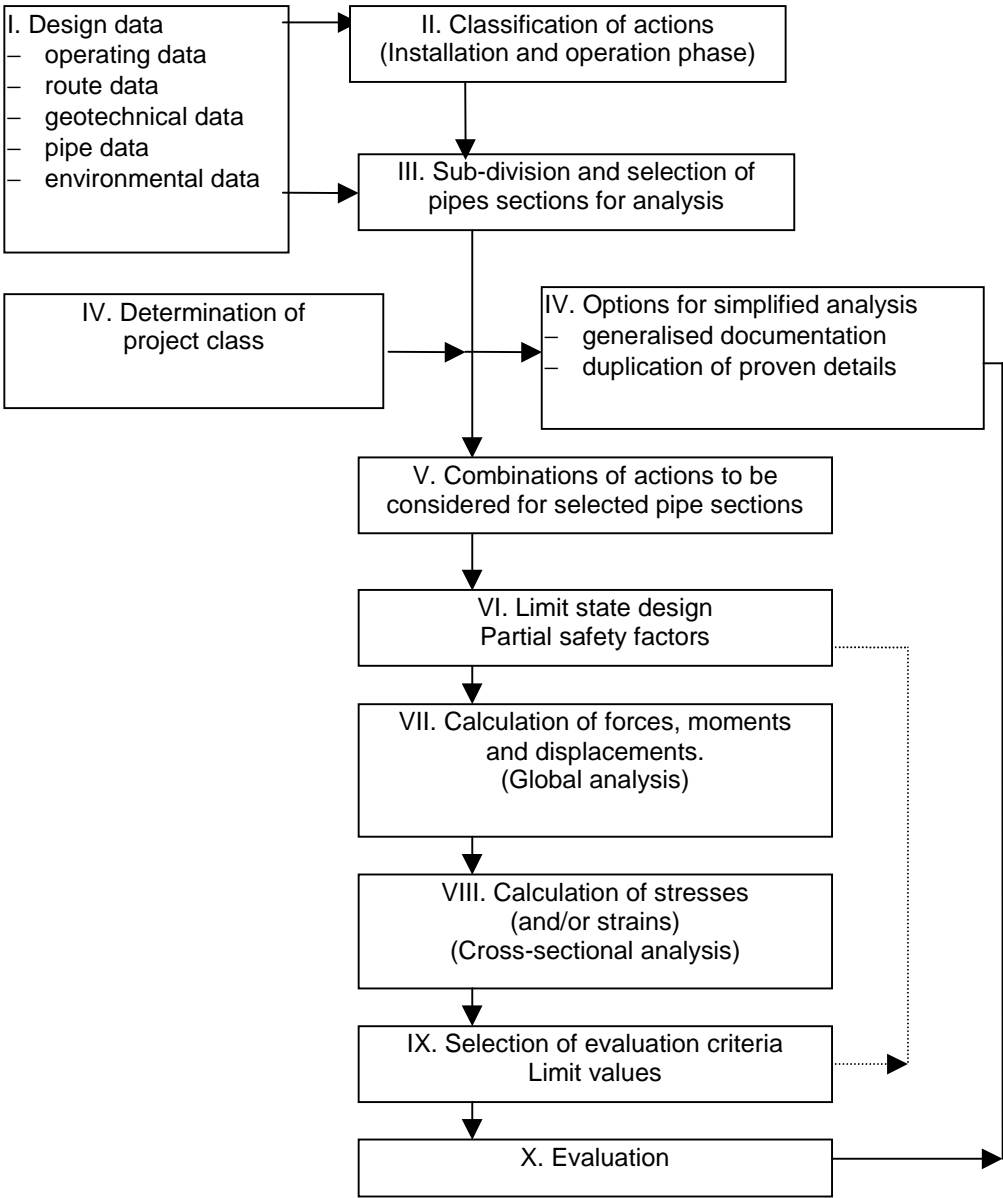 I. Design data
– operating data
– route data
– geotechnical data
– pipe data
– environmental data
II. Classification of actions
(Installation and operation phase)
III. Sub-division and selection of
pipes sections for analysis
IV. Determination of
project class
IV. Options for simplified analysis
– generalised documentation
– duplication of proven details
V. Combinations of actions to be
considered for selected pipe sections
VI. Limit state design
Partial safety factors
VII. Calculation of forces, moments
and displacements.
(Global analysis)
VIII. Calculation of stresses
(and/or strains)
(Cross-sectional analysis)
IX. Selection of evaluation criteria
Limit values
X. Evaluation